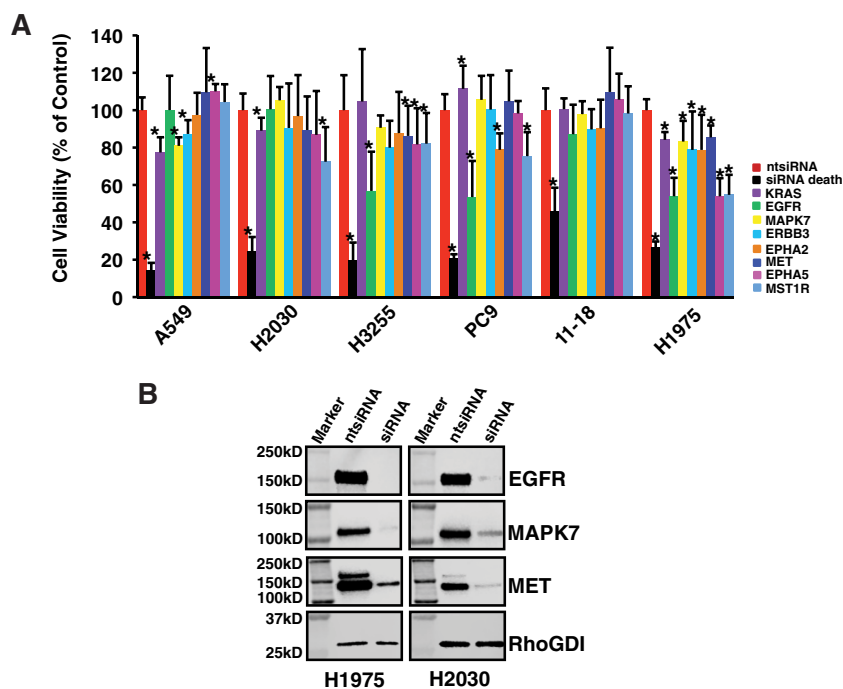 A
Cell Viability (% of Control)
140
120
100
80
60
40
20
0
* * * * *
* * *
* * * * * *
* * * * *
*
* * * * * * * * *
A549
H2030
H3255
PC9
11-18
H1975
ntsiRNA
siRNA death
KRAS
EGFR
MAPK7
ERBB3
EPHA2
MET
EPHA5
MST1R
B
Marker ntsiRNA siRNA Marker ntsiRNA siRNA
250kD
150kD
EGFR
150kD
100kD
MAPK7
250kD
150kD
100kD
MET
37kD
25kD
RhoGDI
H1975 H2030